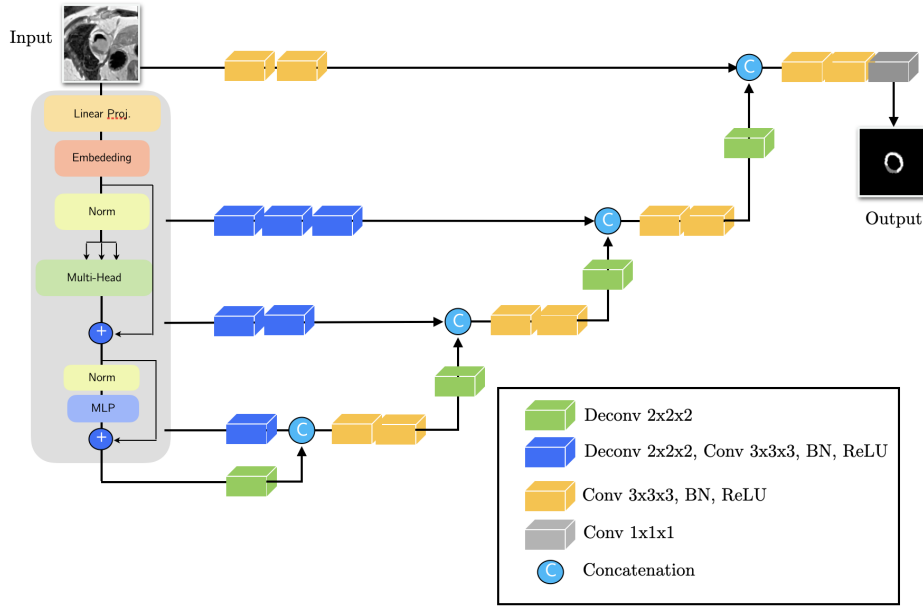 Input
Linear Proj.
Embededing
Norm
Multi-Head
+
Norm
MLP
+
C
C
C
C
Output
Deconv 2x2x2
Deconv 2x2x2, Conv 3x3x3, BN, ReLU
Conv 3x3x3, BN, ReLU
Conv 1x1x1
C Concatenation